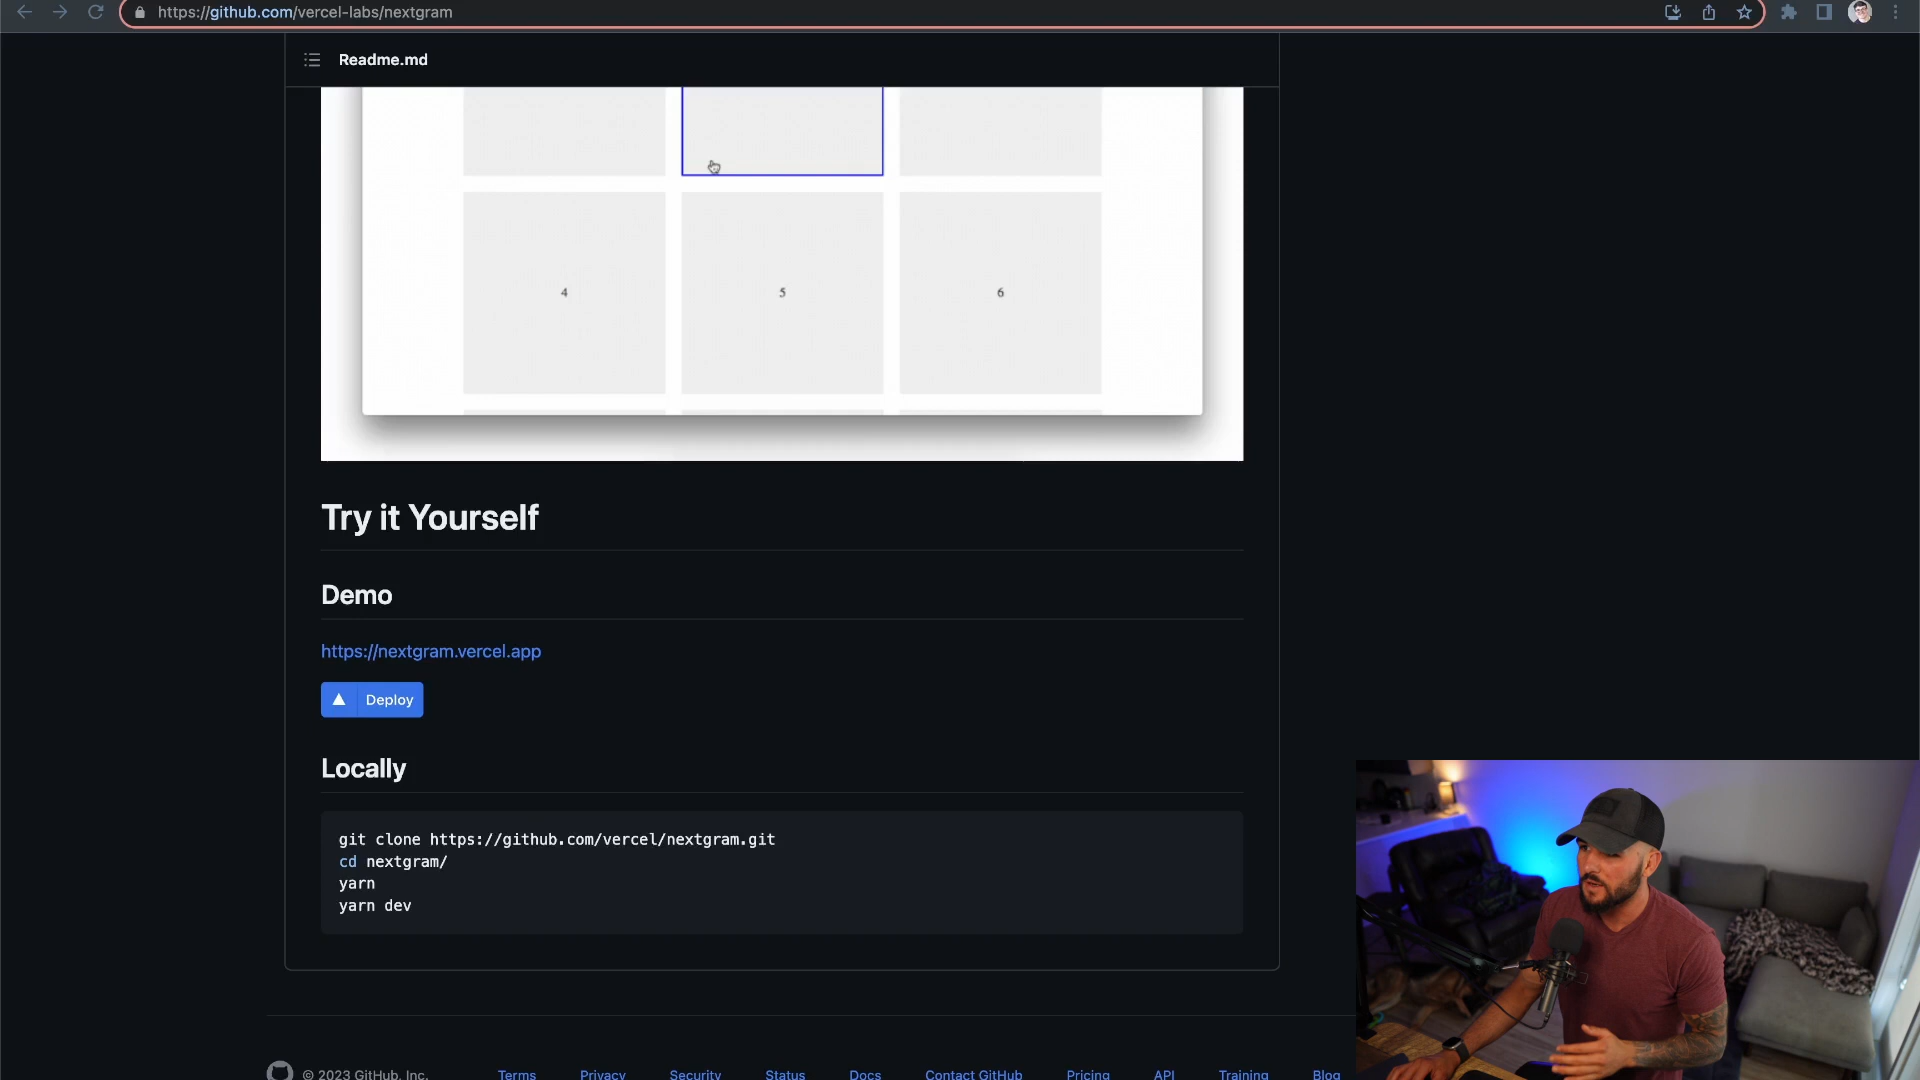 https://github.com/vercel-labs/nextgram
Readme.md
4 5 6
Try it Yourself
Demo
https://nextgram.vercel.app
Deploy
Locally
git clone https://github.com/vercel/nextgram.git
cd nextgram/
yarn
yarn dev
© 2023 GitHub, Inc. Terms Privacy Security Status Docs Contact GitHub Pricing API Training Blog